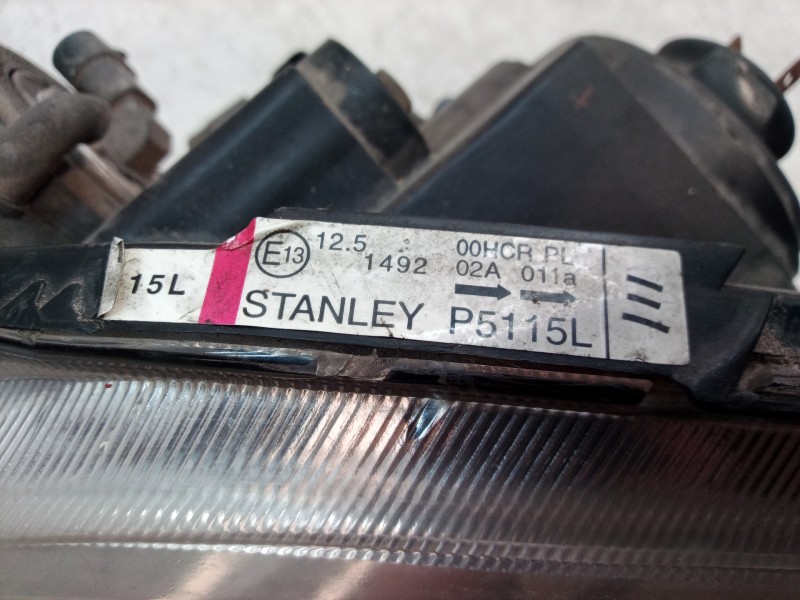 15L
E13 12.5 00HCR PL
1492 02A 011a
STANLEY P5115L